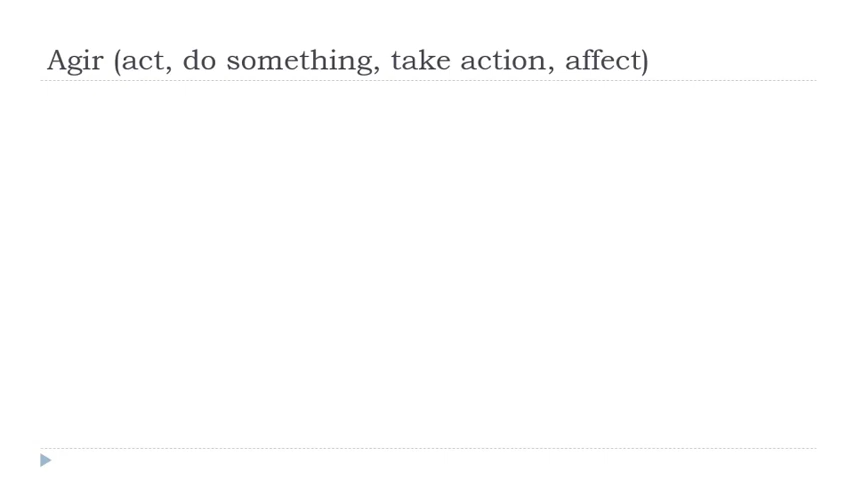 Agir (act, do something, take action, affect)